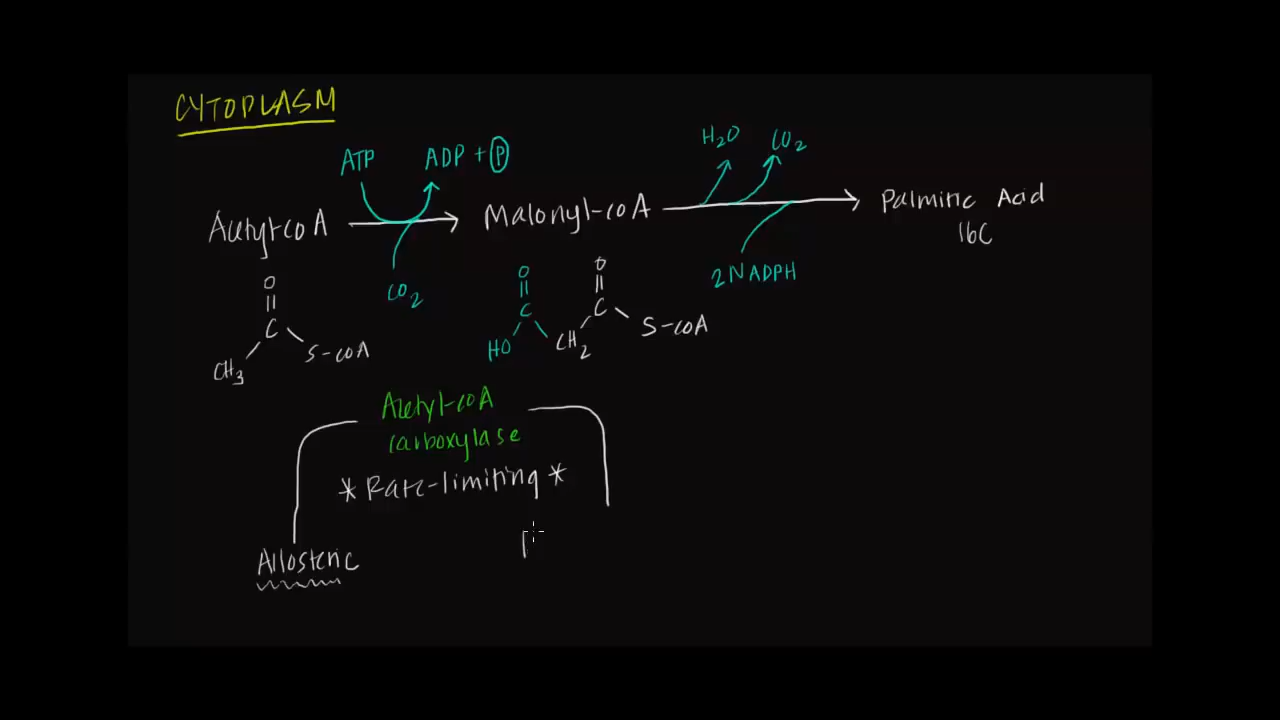 CYTOPLASM
ATP ADP + P
H2O CO2
Acetyl-coA Malonyl-coA Palmitic Acid
16C
CO2 2NADPH
O O O
C C C
CH3 S-coA HO CH2 S-coA
Acetyl-coA
carboxylase
* Rate-limiting *
Allosteric